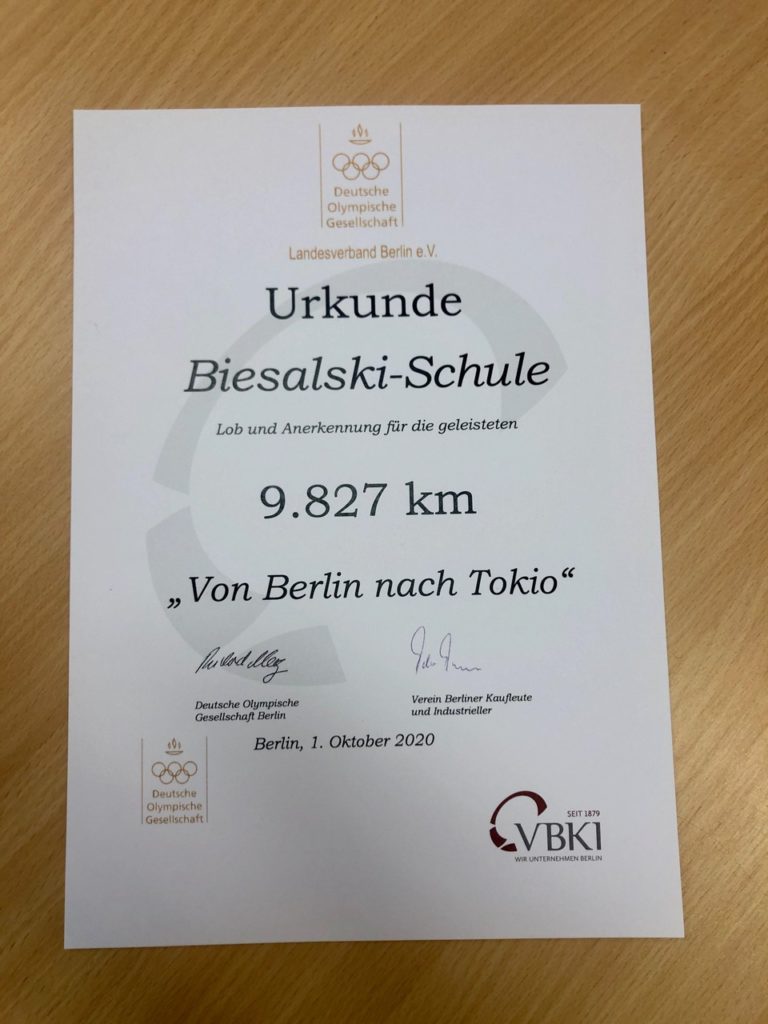 Deutsche
Olympische
Gesellschaft
Landesverband Berlin e.V.
Urkunde
Biesalski-Schule
Lob und Anerkennung für die geleisteten
9.827 km
„Von Berlin nach Tokio“
Deutsche Olympische
Gesellschaft Berlin
Verein Berliner Kaufleute
und Industrieller
Berlin, 1. Oktober 2020
Deutsche
Olympische
Gesellschaft
SEIT 1879
VBKI
WIR UNTERNEHMEN BERLIN